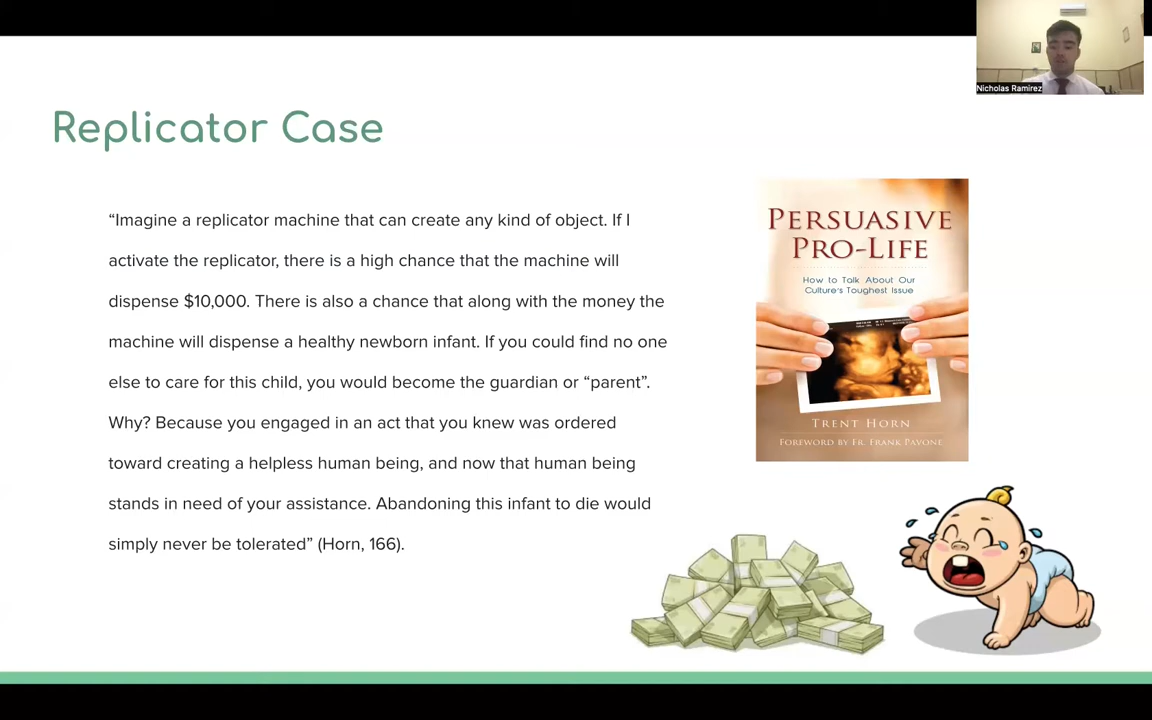 Nicholas Ramirez
Replicator Case
“Imagine a replicator machine that can create any kind of object. If I
activate the replicator, there is a high chance that the machine will
dispense $10,000. There is also a chance that along with the money the
machine will dispense a healthy newborn infant. If you could find no one
else to care for this child, you would become the guardian or “parent”.
Why? Because you engaged in an act that you knew was ordered
toward creating a helpless human being, and now that human being
stands in need of your assistance. Abandoning this infant to die would
simply never be tolerated” (Horn, 166).
PERSUASIVE
PRO-LIFE
How to Talk About Our
Culture's Toughest Issue
TRENT HORN
FOREWORD BY FR. FRANK PAVONE